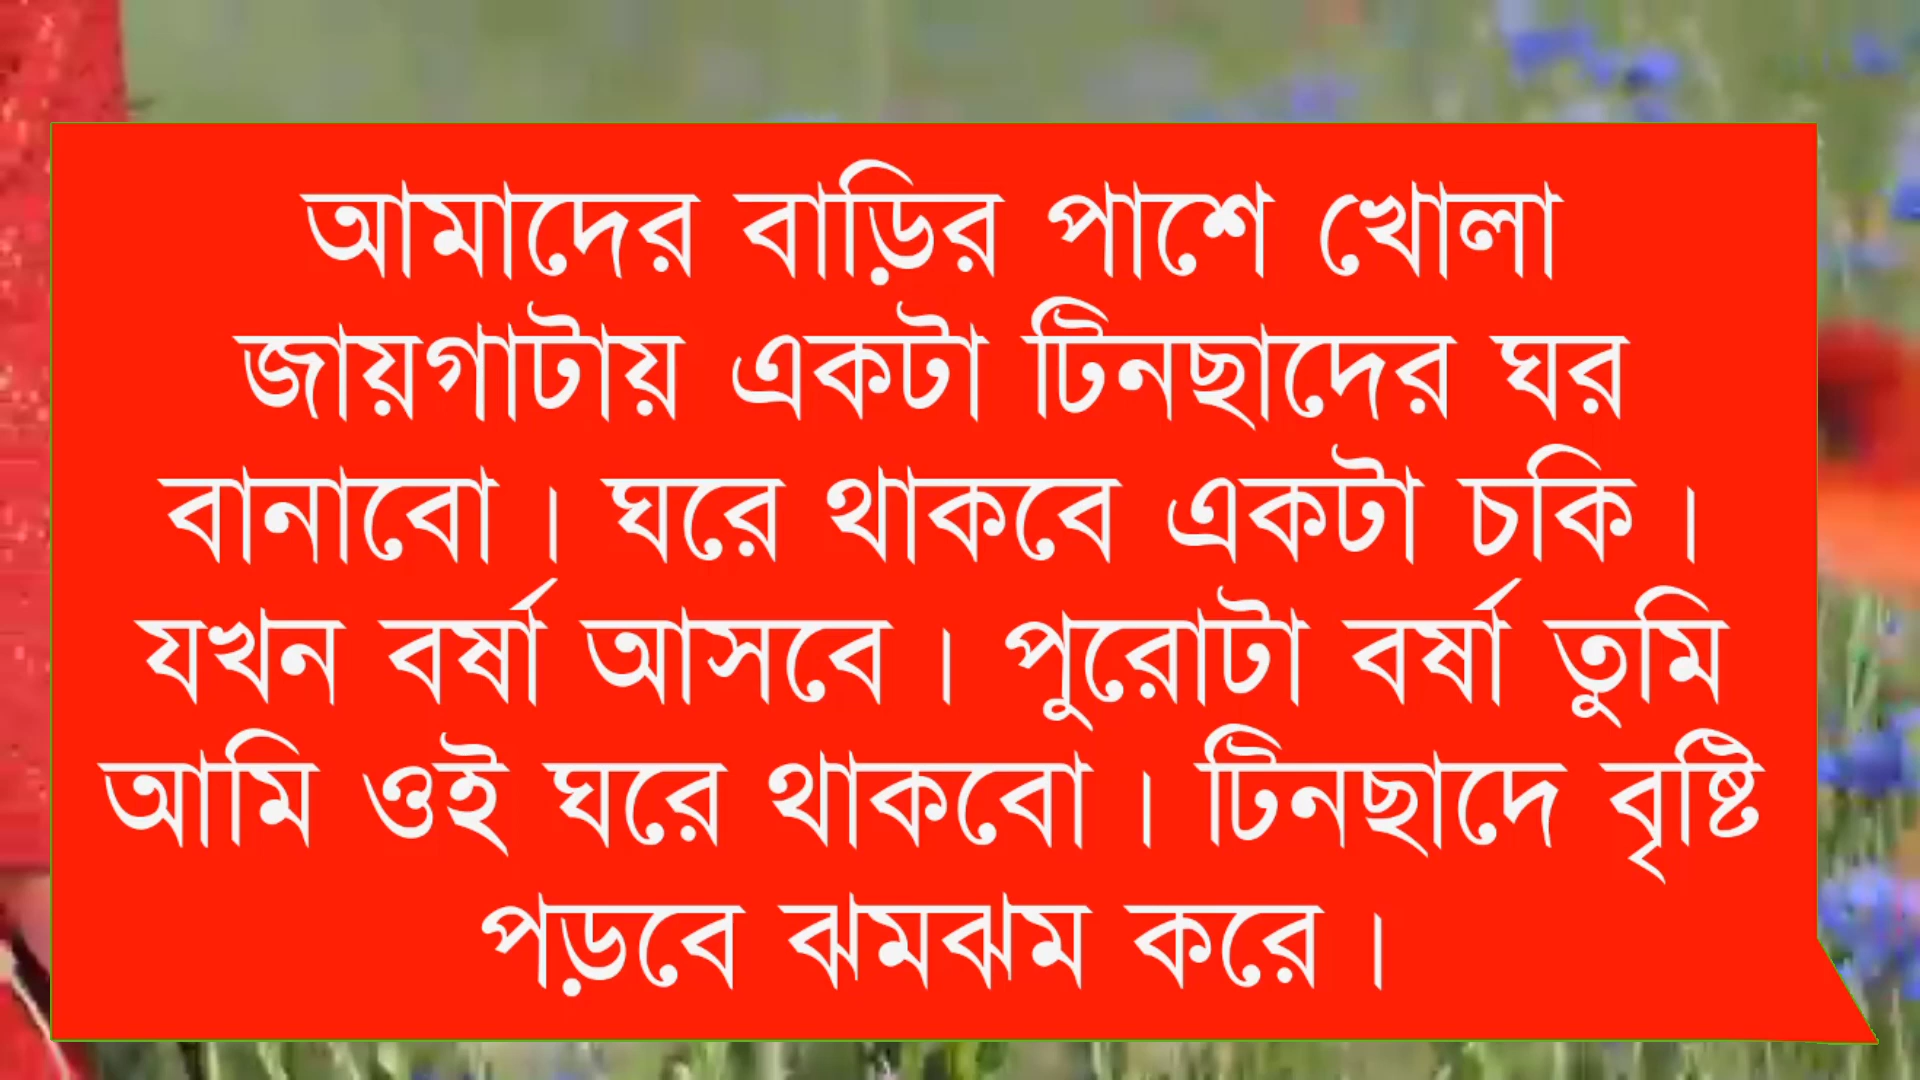 আমাদের বাড়ির পাশে খোলা
জায়গাটায় একটা টিনছাদের ঘর
বানাবো। ঘরে থাকবে একটা চকি।
যখন বর্ষা আসবে। পুরোটা বর্ষা তুমি
আমি ওই ঘরে থাকবো। টিনছাদে বৃষ্টি
পড়বে ঝমঝম করে।